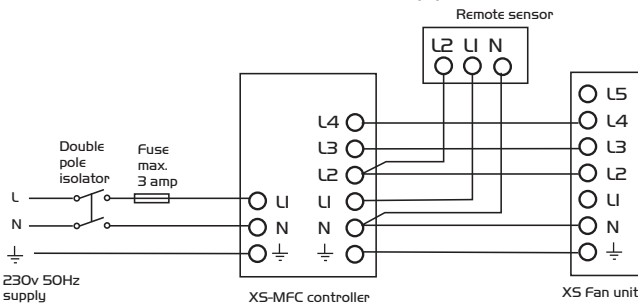 Remote sensor
L2 L1 N
L5
L4 L4
L3 L3
L2 L2
Double
pole
isolator
Fuse
max.
3 amp
L L1 L1 L1
N N N N
230v 50Hz
supply
XS-MFC controller
XS Fan unit